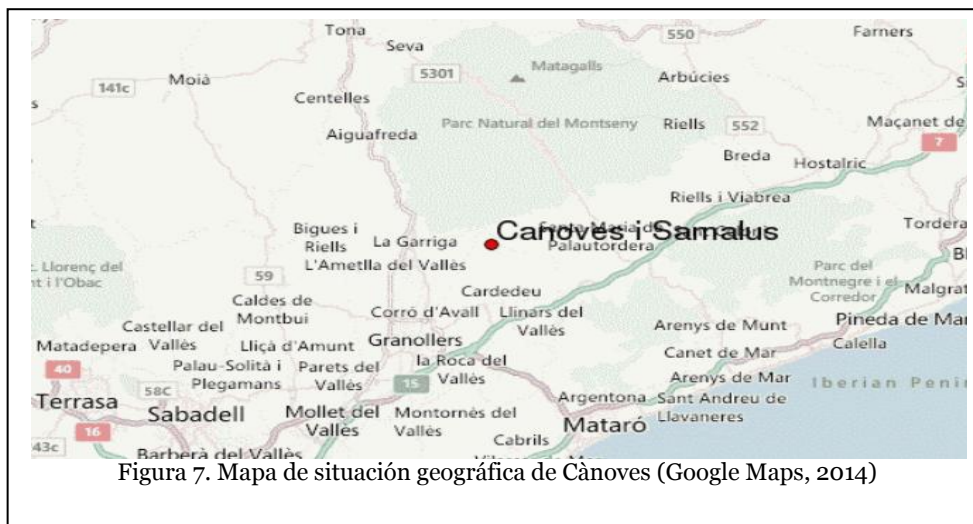 Tona
550
Farners
Seva
5301
Matagalls
Moià
141c
Arbúcies
Centelles
Maçanet de
Aiguafreda
Parc Natural del Montseny
Riells
552
7
Breda
Hostalric
Riells i Viabrea
Bigues i
Riells
La Garriga
Canoves i Samalus
Palautordera
Tordera
L'Ametlla del Vallès
Llorenç del
nt i l'Obac
59
Parc del
Montnegre i el
Corredor
Malgrat
Cardedeu
Caldes de
Montbui
Corró d'Avall
Llinars del
Vallès
Castellar del
Vallès
Arenys de Munt
Pineda de Mar
Matadepera
Lliçà d'Amunt
Granollers
Canet de Mar
Calella
40
Palau-Solità i
Plegamans
Parets del
Vallès
la Roca del
Vallès
15
Arenys de Mar
Iberian Peni
58C
Terrasa
Sabadell
Mollet del
Vallès
Montornès del
Vallès
Argentona
Sant Andreu de
Llavaneres
Mataró
16
43c
Cabrils
Barberà del Vallès
Figura 7. Mapa de situación geográfica de Cànoves (Google Maps, 2014)